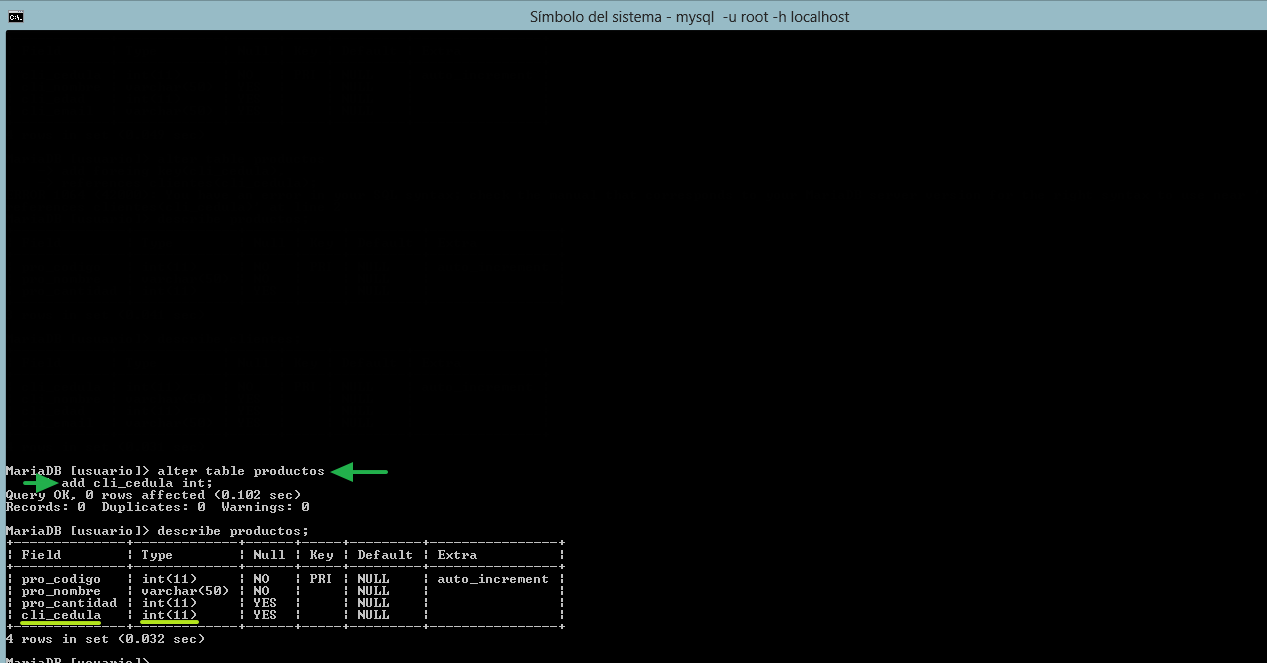 Símbolo del sistema - mysql -u root -h localhost
MariaDB [usuario]> alter table productos
add cli_cedula int;
Query OK, 0 rows affected (0.102 sec)
Records: 0  Duplicates: 0  Warnings: 0
MariaDB [usuario]> describe productos;
| Field | Type | Null | Key | Default | Extra |
| pro_codigo | int(11) | NO | PRI | NULL | auto_increment |
| pro_nombre | varchar(50) | NO | | NULL | |
| pro_cantidad | int(11) | YES | | NULL | |
| cli_cedula | int(11) | YES | | NULL | |
4 rows in set (0.032 sec)
MariaDB [usuario]>